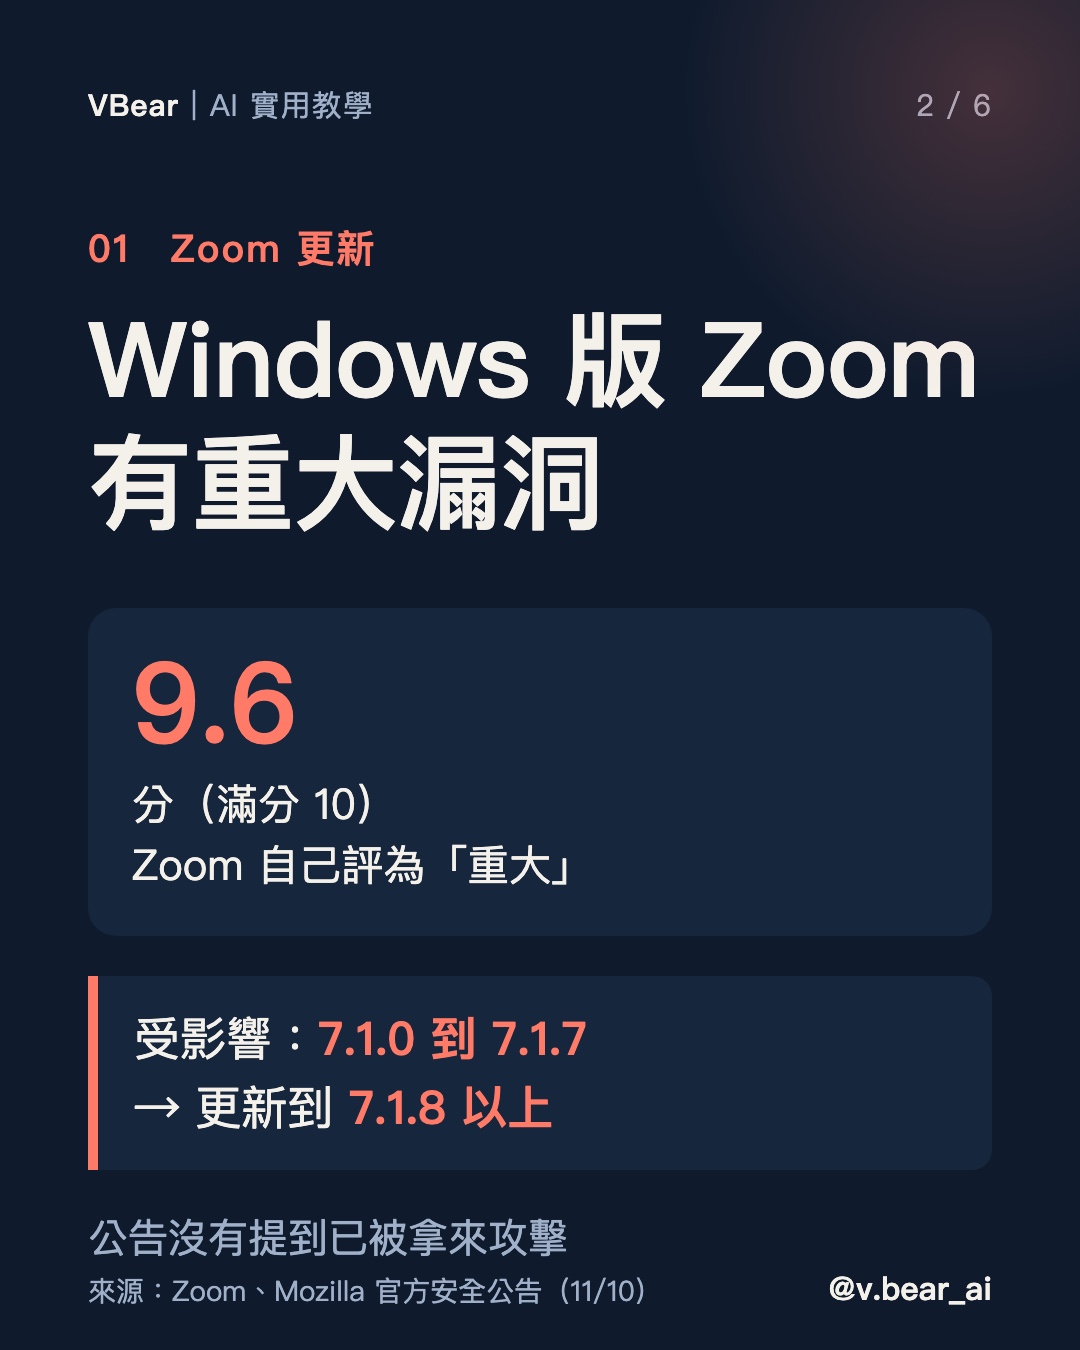 VBear | AI 實用教學
2 / 6
01 Zoom 更新
Windows 版 Zoom
有重大漏洞
9.6
分（滿分 10）
Zoom 自己評為「重大」
受影響：7.1.0 到 7.1.7
→ 更新到 7.1.8 以上
公告沒有提到已被拿來攻擊
來源：Zoom、Mozilla 官方安全公告（11/10）
@v.bear_ai